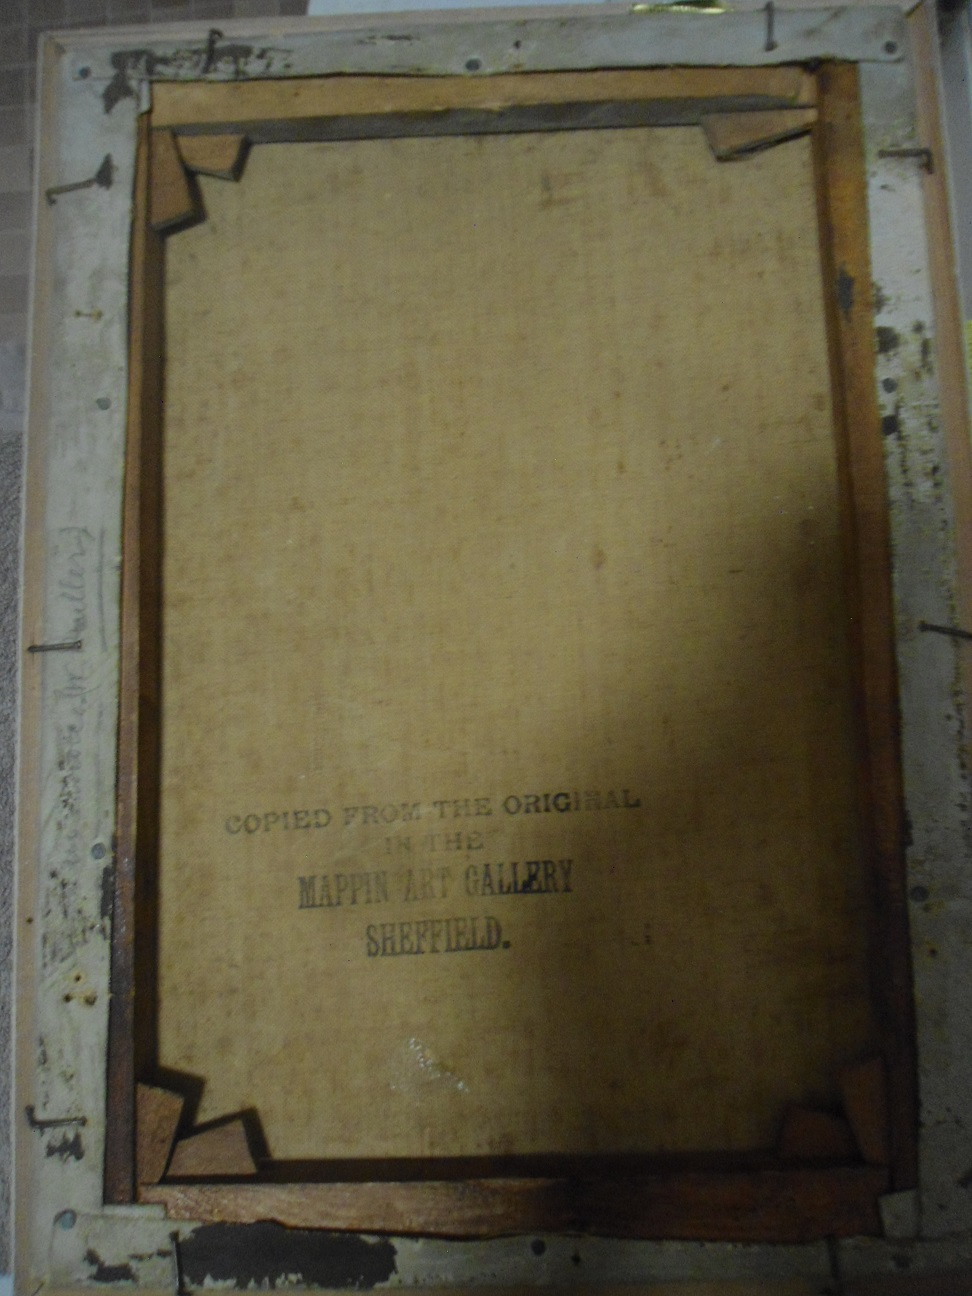 COPIED FROM THE ORIGINAL
IN THE
MAPPIN ART GALLERY
SHEFFIELD.